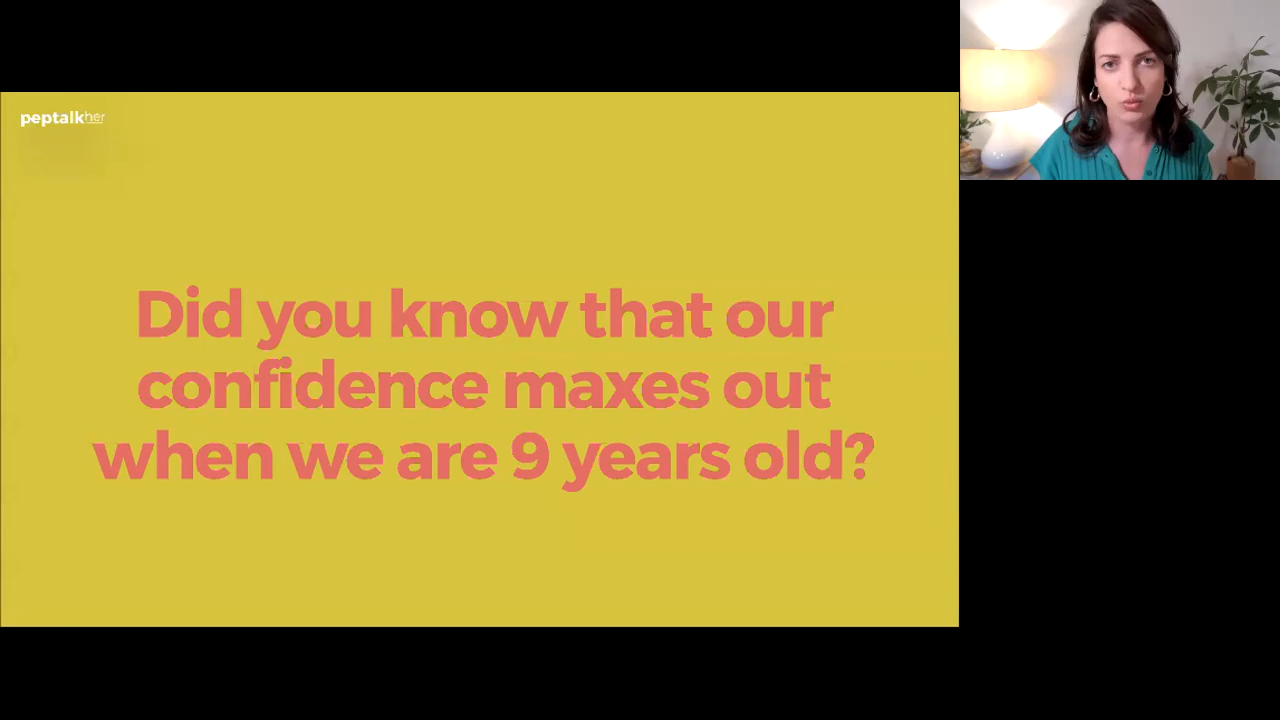 peptalkher
Did you know that our
confidence maxes out
when we are 9 years old?